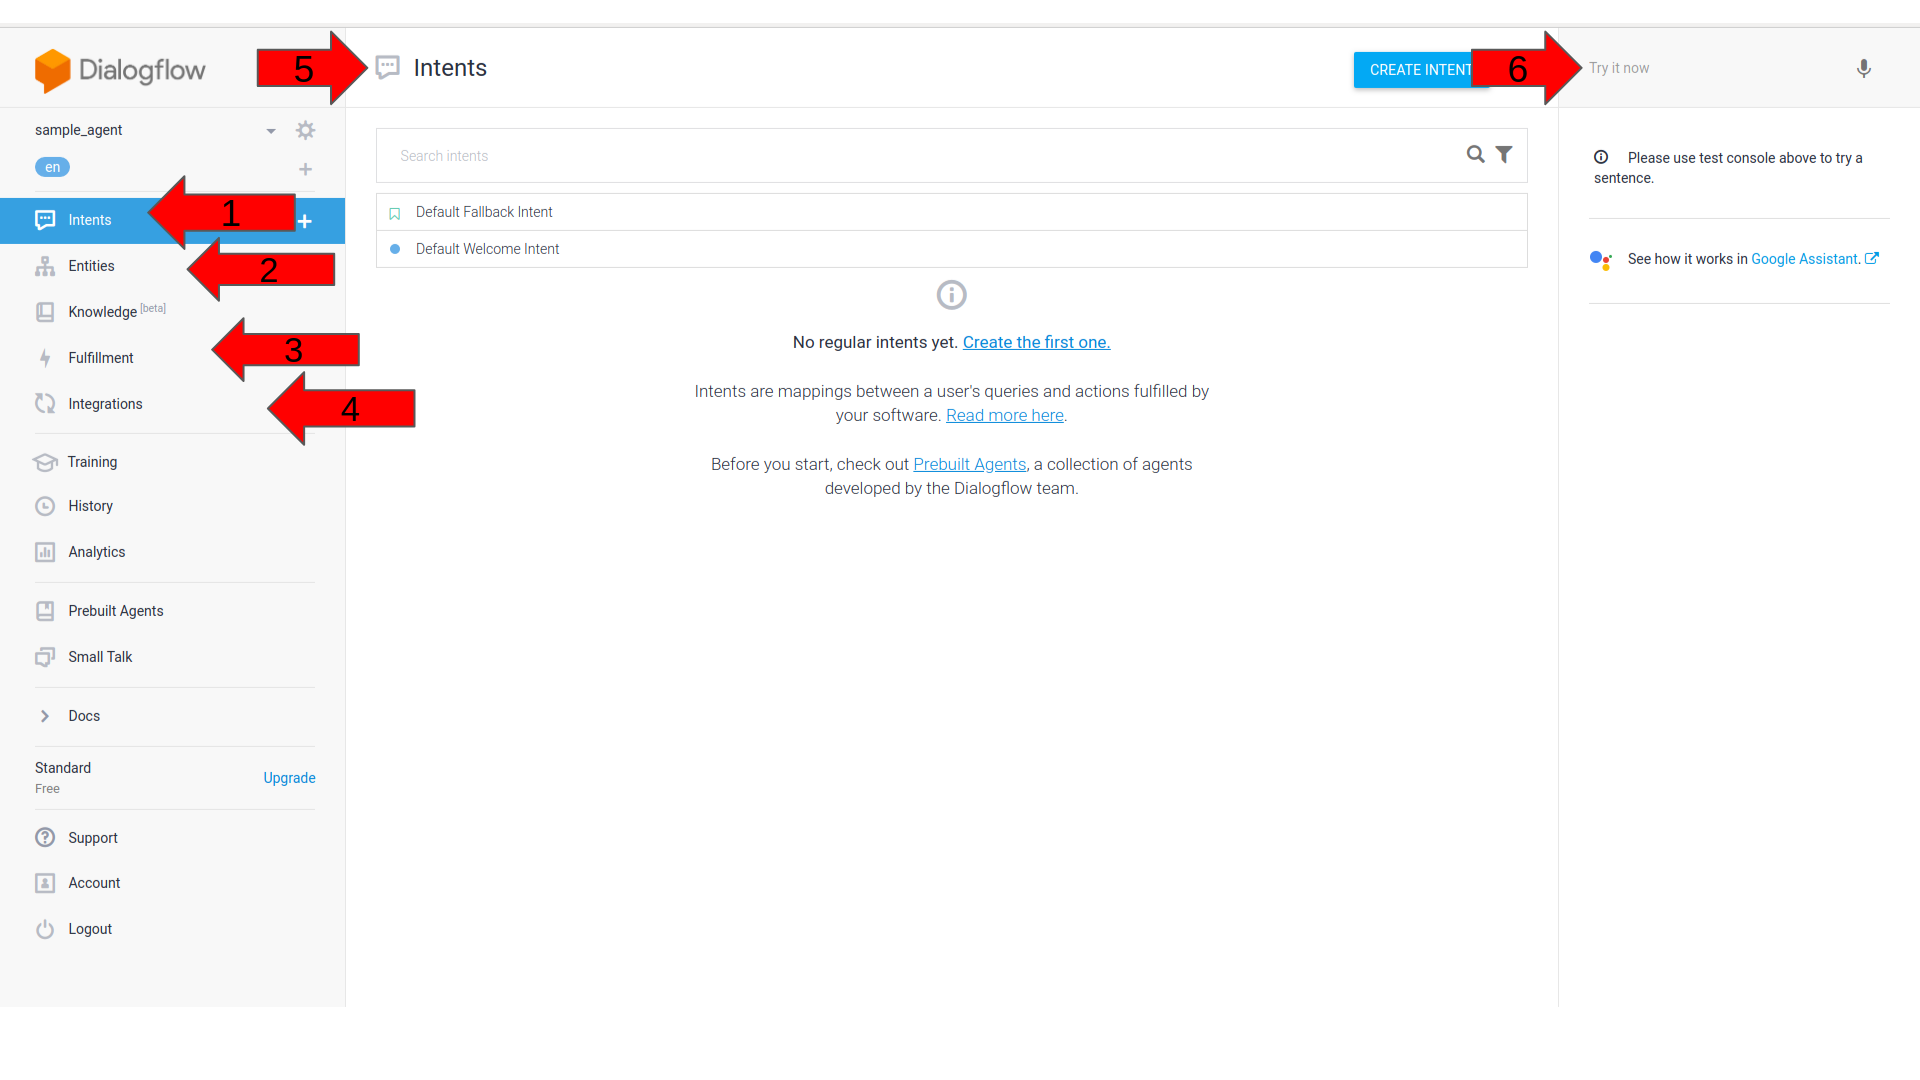 Dialogflow
5
Intents
CREATE INTENT
6
Try it now
sample_agent
en
Intents
1
Entities
2
Knowledge [beta]
Fulfillment
3
Integrations
4
Training
History
Analytics
Prebuilt Agents
Small Talk
Docs
Standard
Free
Upgrade
Support
Account
Logout
Search intents
Default Fallback Intent
Default Welcome Intent
No regular intents yet. Create the first one.
Intents are mappings between a user's queries and actions fulfilled by
your software. Read more here.
Before you start, check out Prebuilt Agents, a collection of agents
developed by the Dialogflow team.
Please use test console above to try a
sentence.
See how it works in Google Assistant.